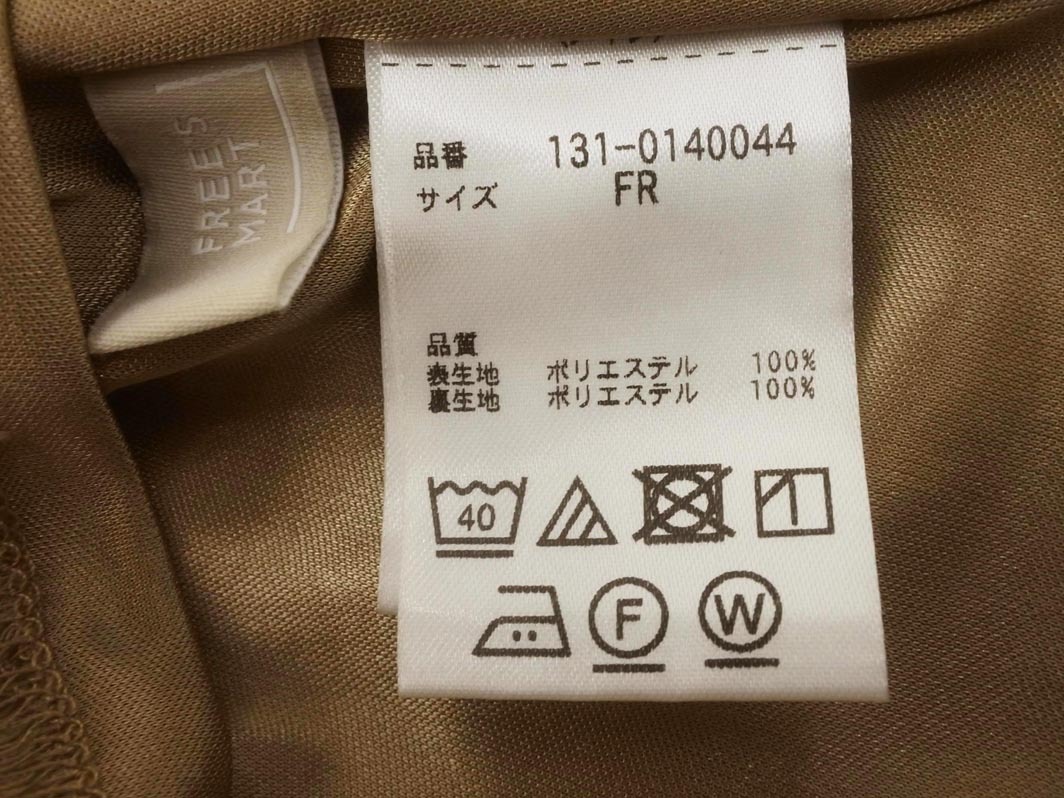 FREE'S
MART
品番 131-0140044
サイズ FR
品質
表生地 ポリエステル 100%
裏生地 ポリエステル 100%
40
F
W